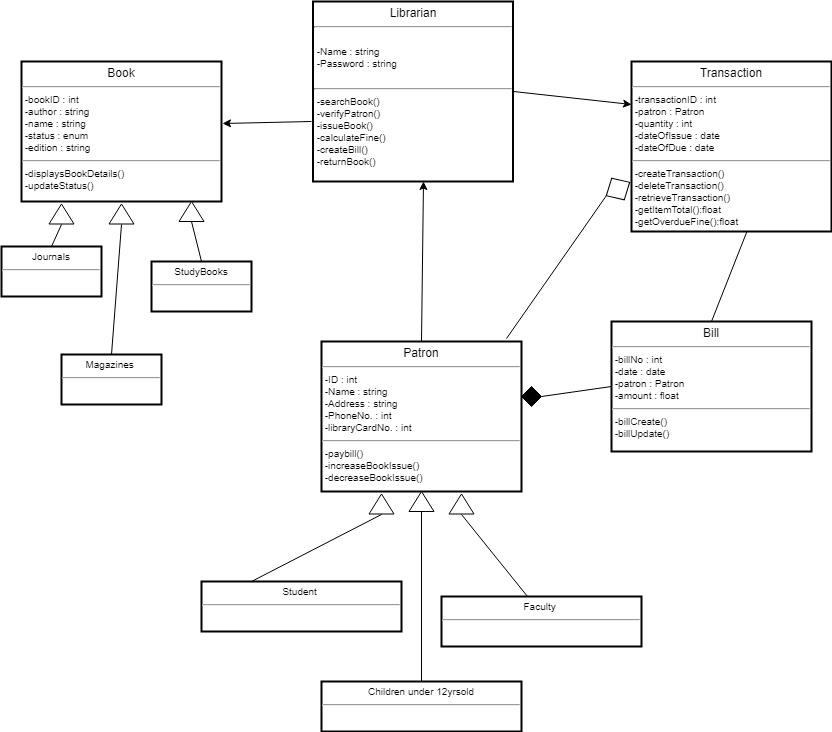 Librarian
-Name : string
-Password : string
-searchBook()
-verifyPatron()
-issueBook()
-calculateFine()
-createBill()
-returnBook()
Book
-bookID : int
-author : string
-name : string
-status : enum
-edition : string
-displaysBookDetails()
-updateStatus()
Transaction
-transactionID : int
-patron : Patron
-quantity : int
-dateOfIssue : date
-dateOfDue : date
-createTransaction()
-deleteTransaction()
-retrieveTransaction()
-getItemTotal():float
-getOverdueFine():float
Journals
StudyBooks
Magazines
Patron
-ID : int
-Name : string
-Address : string
-PhoneNo. : int
-libraryCardNo. : int
-paybill()
-increaseBookIssue()
-decreaseBookIssue()
Bill
-billNo : int
-date : date
-patron : Patron
-amount : float
-billCreate()
-billUpdate()
Student
Faculty
Children under 12yrsold